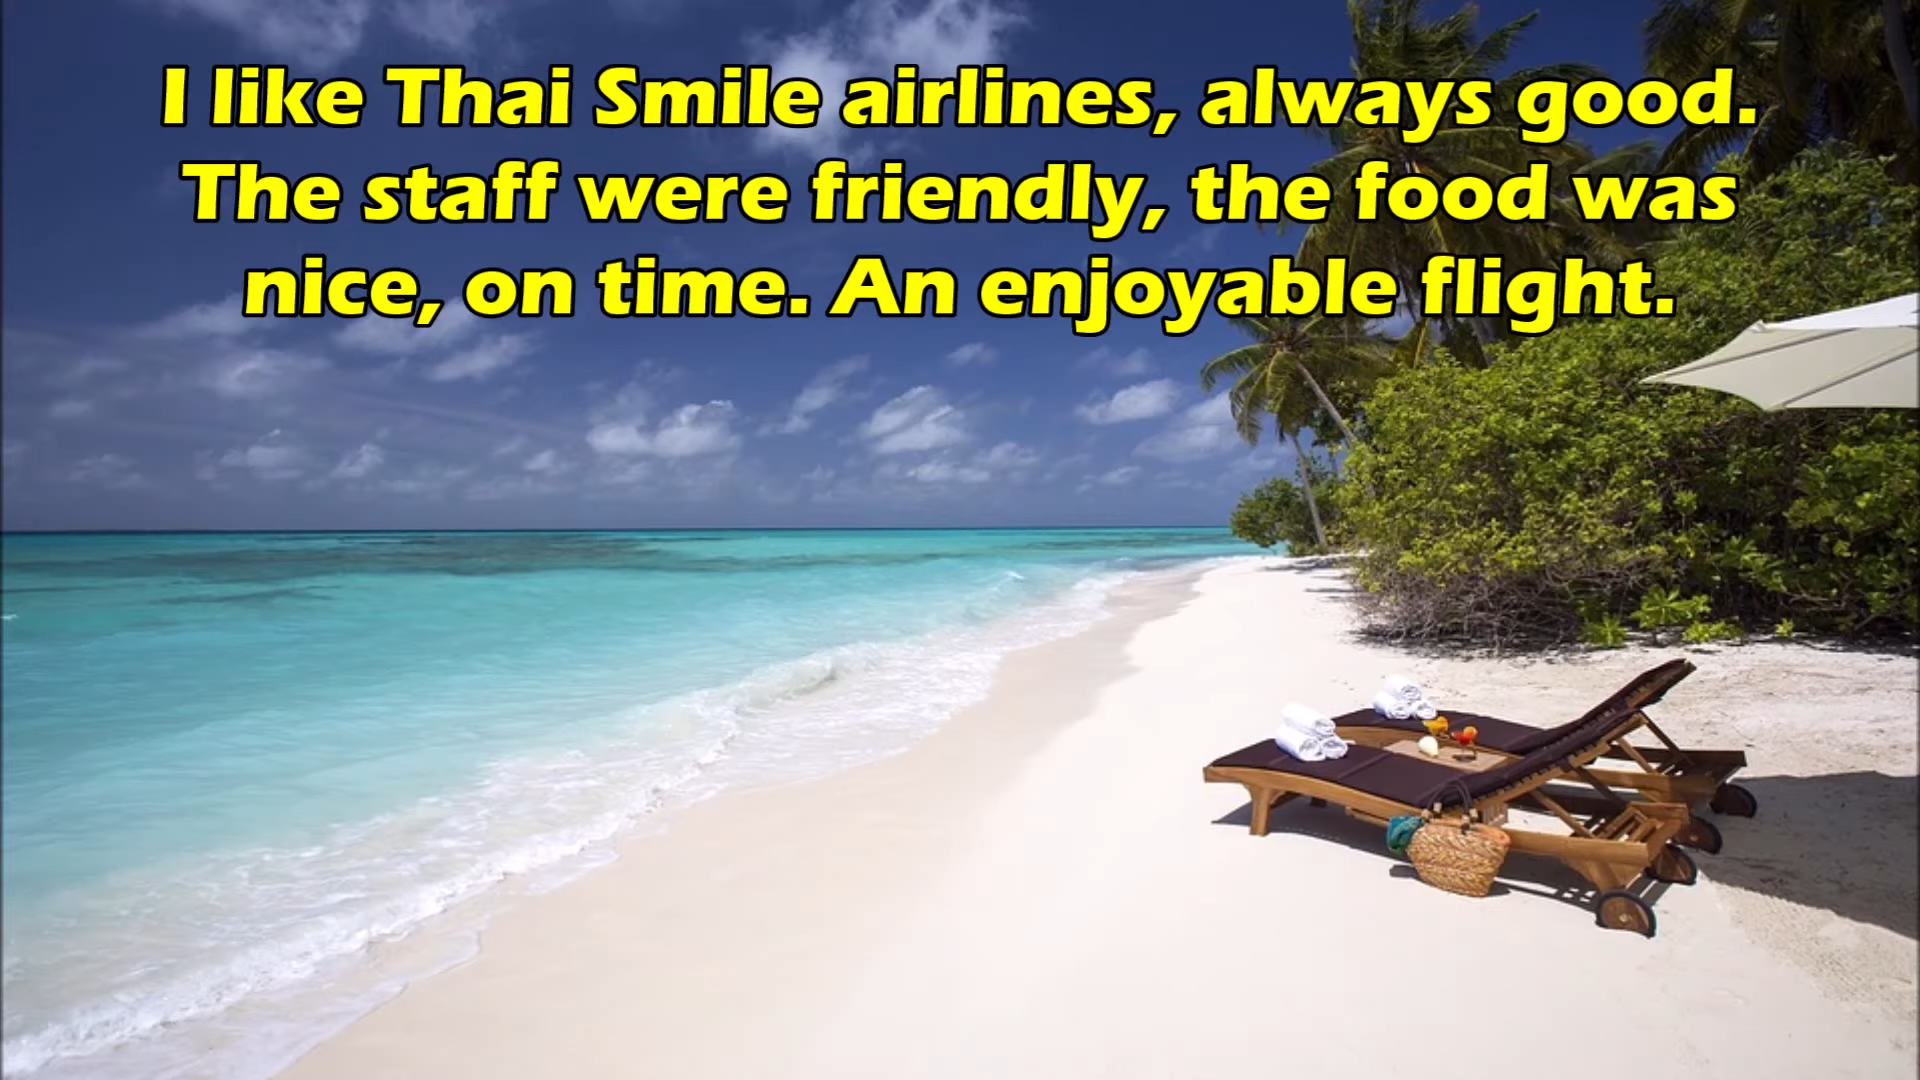 I like Thai Smile airlines, always good.
The staff were friendly, the food was
nice, on time. An enjoyable flight.